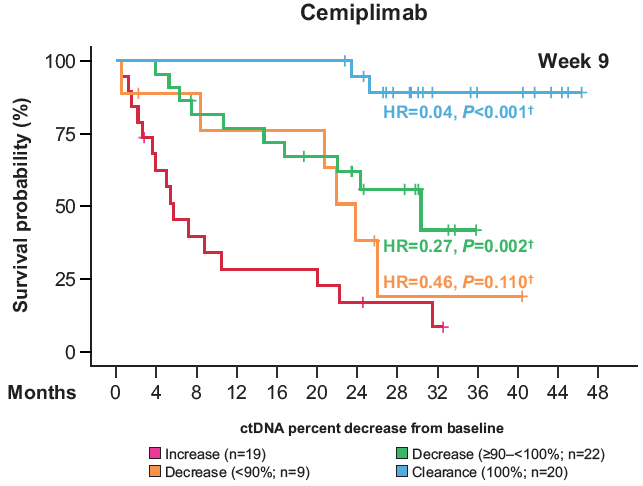 Cemiplimab
Week 9
Survival probability (%)
100
75
50
25
0
HR=0.04, P<0.001†
HR=0.27, P=0.002†
HR=0.46, P=0.110†
Months 0 4 8 12 16 20 24 28 32 36 40 44 48
ctDNA percent decrease from baseline
Increase (n=19)
Decrease (≥90–<100%; n=22)
Decrease (<90%; n=9)
Clearance (100%; n=20)